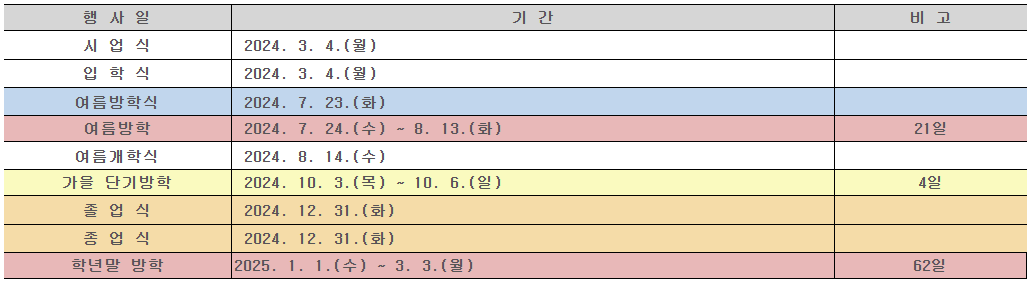 행 사 일 기 간 비 고
시 업 식 2024. 3. 4.(월)
입 학 식 2024. 3. 4.(월)
여름방학식 2024. 7. 23.(화)
여름방학 2024. 7. 24.(수) ~ 8. 13.(화) 21일
여름개학식 2024. 8. 14.(수)
가을 단기방학 2024. 10. 3.(목) ~ 10. 6.(일) 4일
졸 업 식 2024. 12. 31.(화)
종 업 식 2024. 12. 31.(화)
학년말 방학 2025. 1. 1.(수) ~ 3. 3.(월) 62일